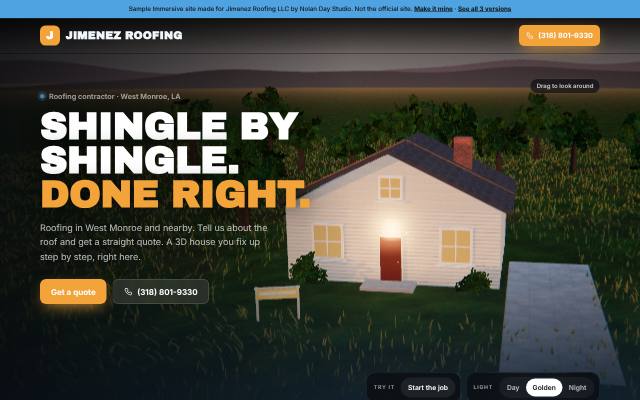 Sample Immersive site made for Jimenez Roofing LLC by Nolan Day Studio. Not the official site. Make it mine · See all 3 versions
J JIMENEZ ROOFING
(318) 801-9330
Drag to look around
Roofing contractor · West Monroe, LA
SHINGLE BY
SHINGLE.
DONE RIGHT.
Roofing in West Monroe and nearby. Tell us about the
roof and get a straight quote. A 3D house you fix up
step by step, right here.
Get a quote
(318) 801-9330
TRY IT Start the job
LIGHT Day Golden Night